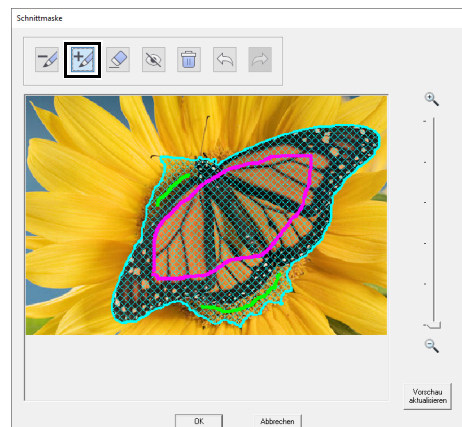 Schnittmaske
Vorschau
aktualisieren
OK
Abbrechen